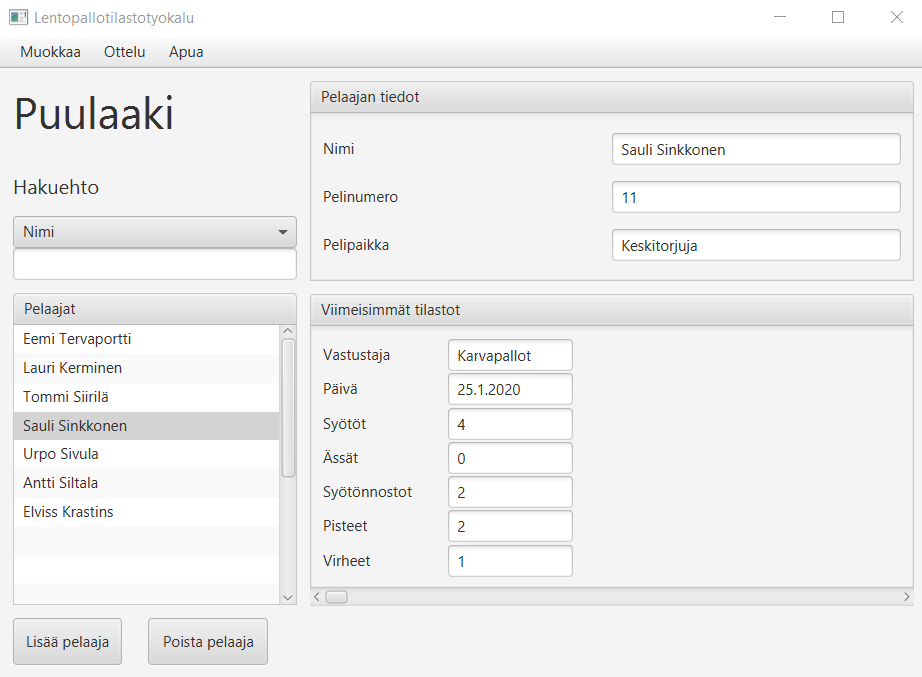 Lentopallotilastotyokalu
Muokkaa Ottelu Apua
Puulaaki
Hakuehto
Nimi
Pelaajat
Eemi Tervaportti
Lauri Kerminen
Tommi Siirilä
Sauli Sinkkonen
Urpo Sivula
Antti Siltala
Elviss Krastins
Lisää pelaaja Poista pelaaja
Pelaajan tiedot
Nimi Sauli Sinkkonen
Pelinumero 11
Pelipaikka Keskitorjuja
Viimeisimmät tilastot
Vastustaja Karvapallot
Päivä 25.1.2020
Syötöt 4
Ässät 0
Syötönnostot 2
Pisteet 2
Virheet 1